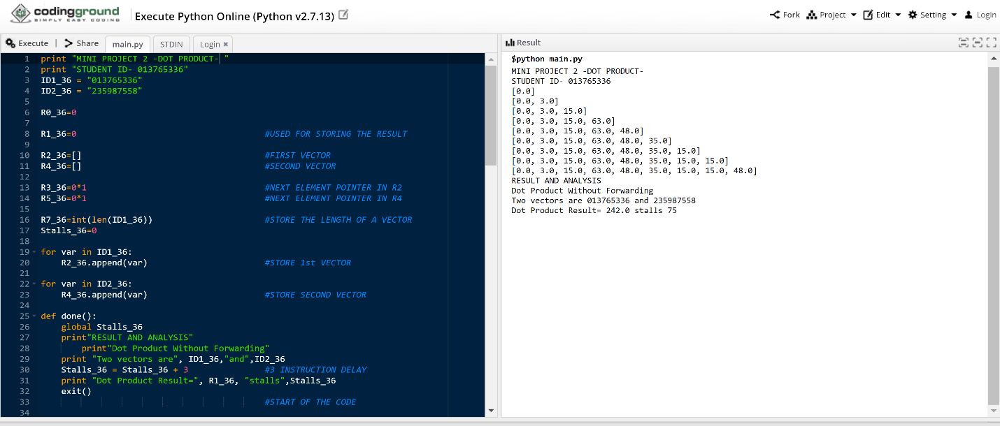 codingground
SIMPLY EASY CODING
Execute Python Online (Python v2.7.13)
Fork Project Edit Setting Login
Execute | Share main.py STDIN Login ×
1 print "MINI PROJECT 2 -DOT PRODUCT- "
2 print "STUDENT ID- 013765336"
3 ID1_36 = "013765336"
4 ID2_36 = "235987558"
5
6 R0_36=0
7
8 R1_36=0 #USED FOR STORING THE RESULT
9
10 R2_36=[] #FIRST VECTOR
11 R4_36=[] #SECOND VECTOR
12
13 R3_36=0*1 #NEXT ELEMENT POINTER IN R2
14 R5_36=0*1 #NEXT ELEMENT POINTER IN R4
15
16 R7_36=int(len(ID1_36)) #STORE THE LENGTH OF A VECTOR
17 Stalls_36=0
18
19 for var in ID1_36:
20 R2_36.append(var) #STORE 1st VECTOR
21
22 for var in ID2_36:
23 R4_36.append(var) #STORE SECOND VECTOR
24
25 def done():
26 global Stalls_36
27 print"RESULT AND ANALYSIS"
28 print"Dot Product Without Forwarding"
29 print "Two vectors are", ID1_36,"and",ID2_36
30 Stalls_36 = Stalls_36 + 3 #3 INSTRUCTION DELAY
31 print "Dot Product Result=", R1_36, "stalls",Stalls_36
32 exit()
33 #START OF THE CODE
34
Result
$python main.py
MINI PROJECT 2 -DOT PRODUCT-
STUDENT ID- 013765336
[0.0]
[0.0, 3.0]
[0.0, 3.0, 15.0]
[0.0, 3.0, 15.0, 63.0]
[0.0, 3.0, 15.0, 63.0, 48.0]
[0.0, 3.0, 15.0, 63.0, 48.0, 35.0]
[0.0, 3.0, 15.0, 63.0, 48.0, 35.0, 15.0]
[0.0, 3.0, 15.0, 63.0, 48.0, 35.0, 15.0, 15.0]
[0.0, 3.0, 15.0, 63.0, 48.0, 35.0, 15.0, 15.0, 48.0]
RESULT AND ANALYSIS
Dot Product Without Forwarding
Two vectors are 013765336 and 235987558
Dot Product Result= 242.0 stalls 75